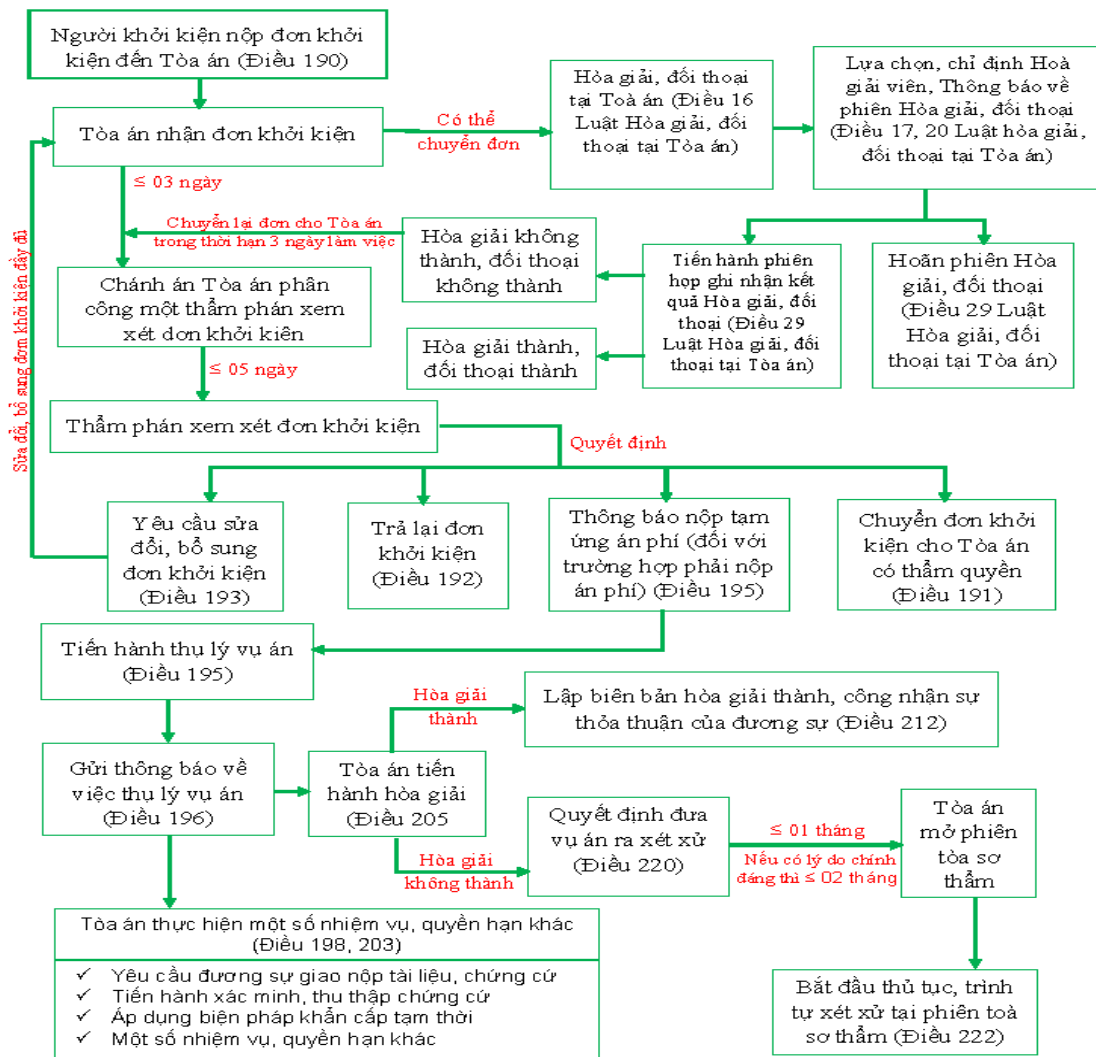 Người khởi kiện nộp đơn khởi
kiện đến Tòa án (Điều 190)
Tòa án nhận đơn khởi kiện
Có thể
chuyển đơn
Hòa giải, đối thoại
tại Toà án (Điều 16
Luật Hòa giải, đối
thoại tại Tòa án)
Lựa chọn, chỉ định Hoà
giải viên, Thông báo về
phiên Hòa giải, đối thoại
(Điều 17, 20 Luật hòa giải,
đối thoại tại Tòa án)
≤ 03 ngày
Chuyển lại đơn cho Tòa án
trong thời hạn 3 ngày làm việc
Hòa giải không
thành, đối thoại
không thành
Tiến hành phiên
họp ghi nhận kết
quả Hòa giải, đối
thoại (Điều 29
Luật Hòa giải, đối
thoại tại Tòa án)
Hoãn phiên Hòa
giải, đối thoại
(Điều 29 Luật
Hòa giải, đối
thoại tại Tòa án)
Hòa giải thành,
đối thoại thành
Chánh án Tòa án phân
công một thẩm phán xem
xét đơn khởi kiên
≤ 05 ngày
Sửa đổi, bổ sung đơm khởi kiện đầy đủ
Thẩm phán xem xét đơn khởi kiện
Quyết định
Yêu cầu sửa
đổi, bổ sung
đơn khởi kiện
(Điều 193)
Trả lại đơn
khởi kiện
(Điều 192)
Thông báo nộp tạm
ứng án phí (đối với
trường hợp phải nộp
án phí) (Điều 195)
Chuyển đơn khởi
kiện cho Tòa án
có thẩm quyền
(Điều 191)
Tiến hành thụ lý vụ án
(Điều 195)
Hòa giải
thành
Lập biên bản hòa giải thành, công nhận sự
thỏa thuận của đương sự (Điều 212)
Gửi thông báo về
việc thụ lý vụ án
(Điều 196)
Tòa án tiến
hành hòa giải
(Điều 205
Hòa giải
không thành
Quyết định đưa
vụ án ra xét xử
(Điều 220)
≤ 01 tháng
Nếu có lý do chính
đáng thì ≤ 02 tháng
Tòa án
mở phiên
tòa sơ
thẩm
Tòa án thực hiện một số nhiệm vụ, quyền hạn khác
(Điều 198, 203)
✓ Yêu cầu đương sự giao nộp tài liệu, chứng cứ
✓ Tiến hành xác minh, thu thập chứng cứ
✓ Áp dụng biện pháp khẩn cấp tạm thời
✓ Một số nhiệm vụ, quyền hạn khác
Bắt đầu thủ tục, trình
tự xét xử tại phiên toà
sơ thẩm (Điều 222)